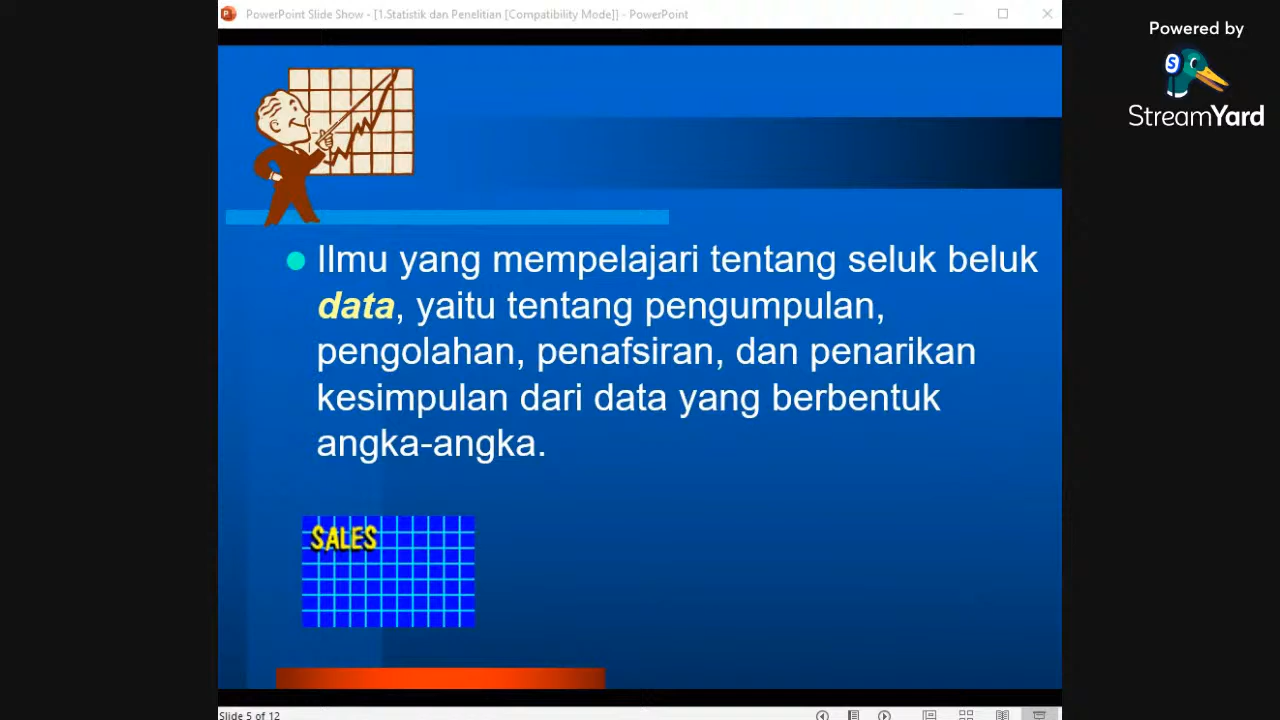 PowerPoint Slide Show - [1.Statistik dan Penelitian [Compatibility Mode]] - PowerPoint
Powered by
S
StreamYard
Ilmu yang mempelajari tentang seluk beluk
data, yaitu tentang pengumpulan,
pengolahan, penafsiran, dan penarikan
kesimpulan dari data yang berbentuk
angka-angka.
SALES
Slide 5 of 12